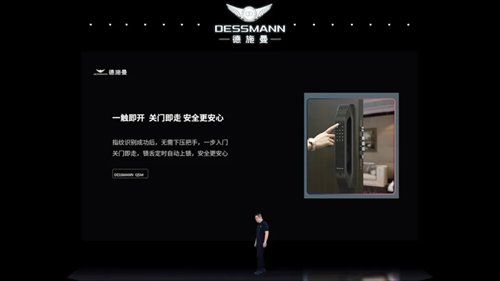 DESSMANN
德施曼
德施曼
一触即开 关门即走 安全更安心
指纹识别成功后，无需下压把手，一步入门
关门即走，锁舌定时自动上锁，安全更安心
DESSMANN Q5M